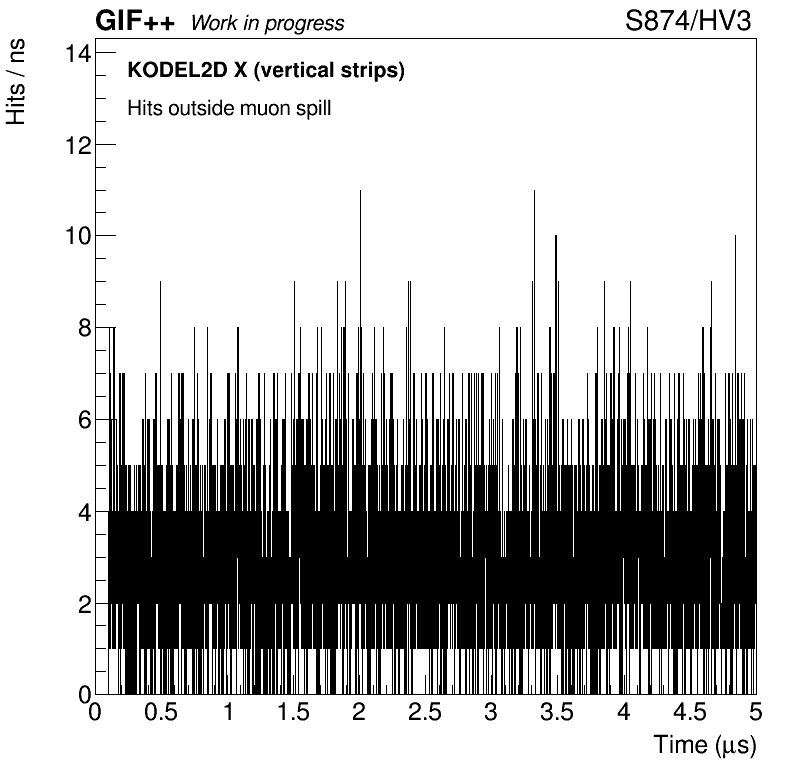 GIF++ Work in progress S874/HV3
Hits / ns
KODEL2D X (vertical strips)
Hits outside muon spill
14
12
10
8
6
4
2
0
0 0.5 1 1.5 2 2.5 3 3.5 4 4.5 5
Time (μs)